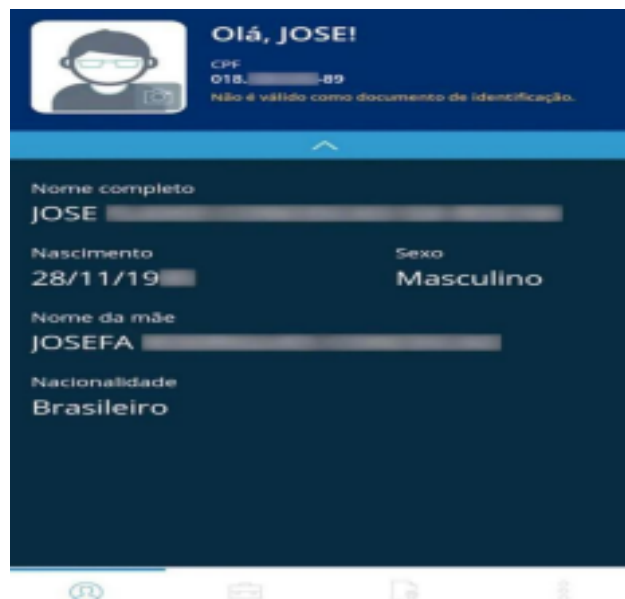 Olá, JOSE!
CPF
018. -89
Não é válido como documento de identificação.
Nome completo
JOSE
Nascimento
28/11/19
Sexo
Masculino
Nome da mãe
JOSEFA
Nacionalidade
Brasileiro